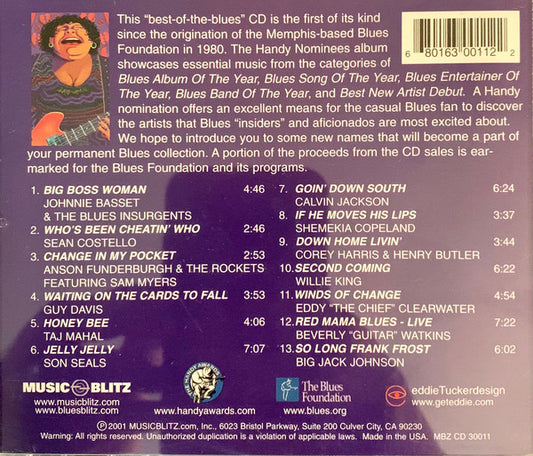 This "best-of-the-blues" CD is the first of its kind
since the origination of the Memphis-based Blues
Foundation in 1980. The Handy Nominees album
showcases essential music from the categories of
Blues Album Of The Year, Blues Song Of The Year, Blues Entertainer Of
The Year, Blues Band Of The Year, and Best New Artist Debut. A Handy
nomination offers an excellent means for the casual Blues fan to discover
the artists that Blues "insiders" and aficionados are most excited about.
We hope to introduce you to some new names that will become a part of
your permanent Blues collection. A portion of the proceeds from the CD sales is ear-
marked for the Blues Foundation and its programs.
6 80163 00112 2
1. BIG BOSS WOMAN 4:46
JOHNNIE BASSET
& THE BLUES INSURGENTS
2. WHO'S BEEN CHEATIN' WHO 2:46
SEAN COSTELLO
3. CHANGE IN MY POCKET 2:53
ANSON FUNDERBURGH & THE ROCKETS
FEATURING SAM MYERS
4. WAITING ON THE CARDS TO FALL 3:53
GUY DAVIS
5. HONEY BEE 4:06
TAJ MAHAL
6. JELLY JELLY 7:07
SON SEALS
7. GOIN' DOWN SOUTH 6:24
CALVIN JACKSON
8. IF HE MOVES HIS LIPS 3:37
SHEMEKIA COPELAND
9. DOWN HOME LIVIN' 3:44
COREY HARRIS & HENRY BUTLER
10. SECOND COMING 6:22
WILLIE KING
11. WINDS OF CHANGE 4:54
EDDY "THE CHIEF" CLEARWATER
12. RED MAMA BLUES - LIVE 7:22
BEVERLY "GUITAR" WATKINS
13. SO LONG FRANK FROST 6:02
BIG JACK JOHNSON
MUSIC BLITZ
www.musicblitz.com
www.bluesblitz.com
www.handyawards.com
The Blues
Foundation
www.blues.org
eddieTuckerdesign
www.geteddie.com
℗ 2001 MUSICBLITZ.com, Inc., 6023 Bristol Parkway, Suite 200 Culver City, CA 90230
Warning: All rights reserved. Unauthorized duplication is a violation of applicable laws. Made in the USA. MBZ CD 30011